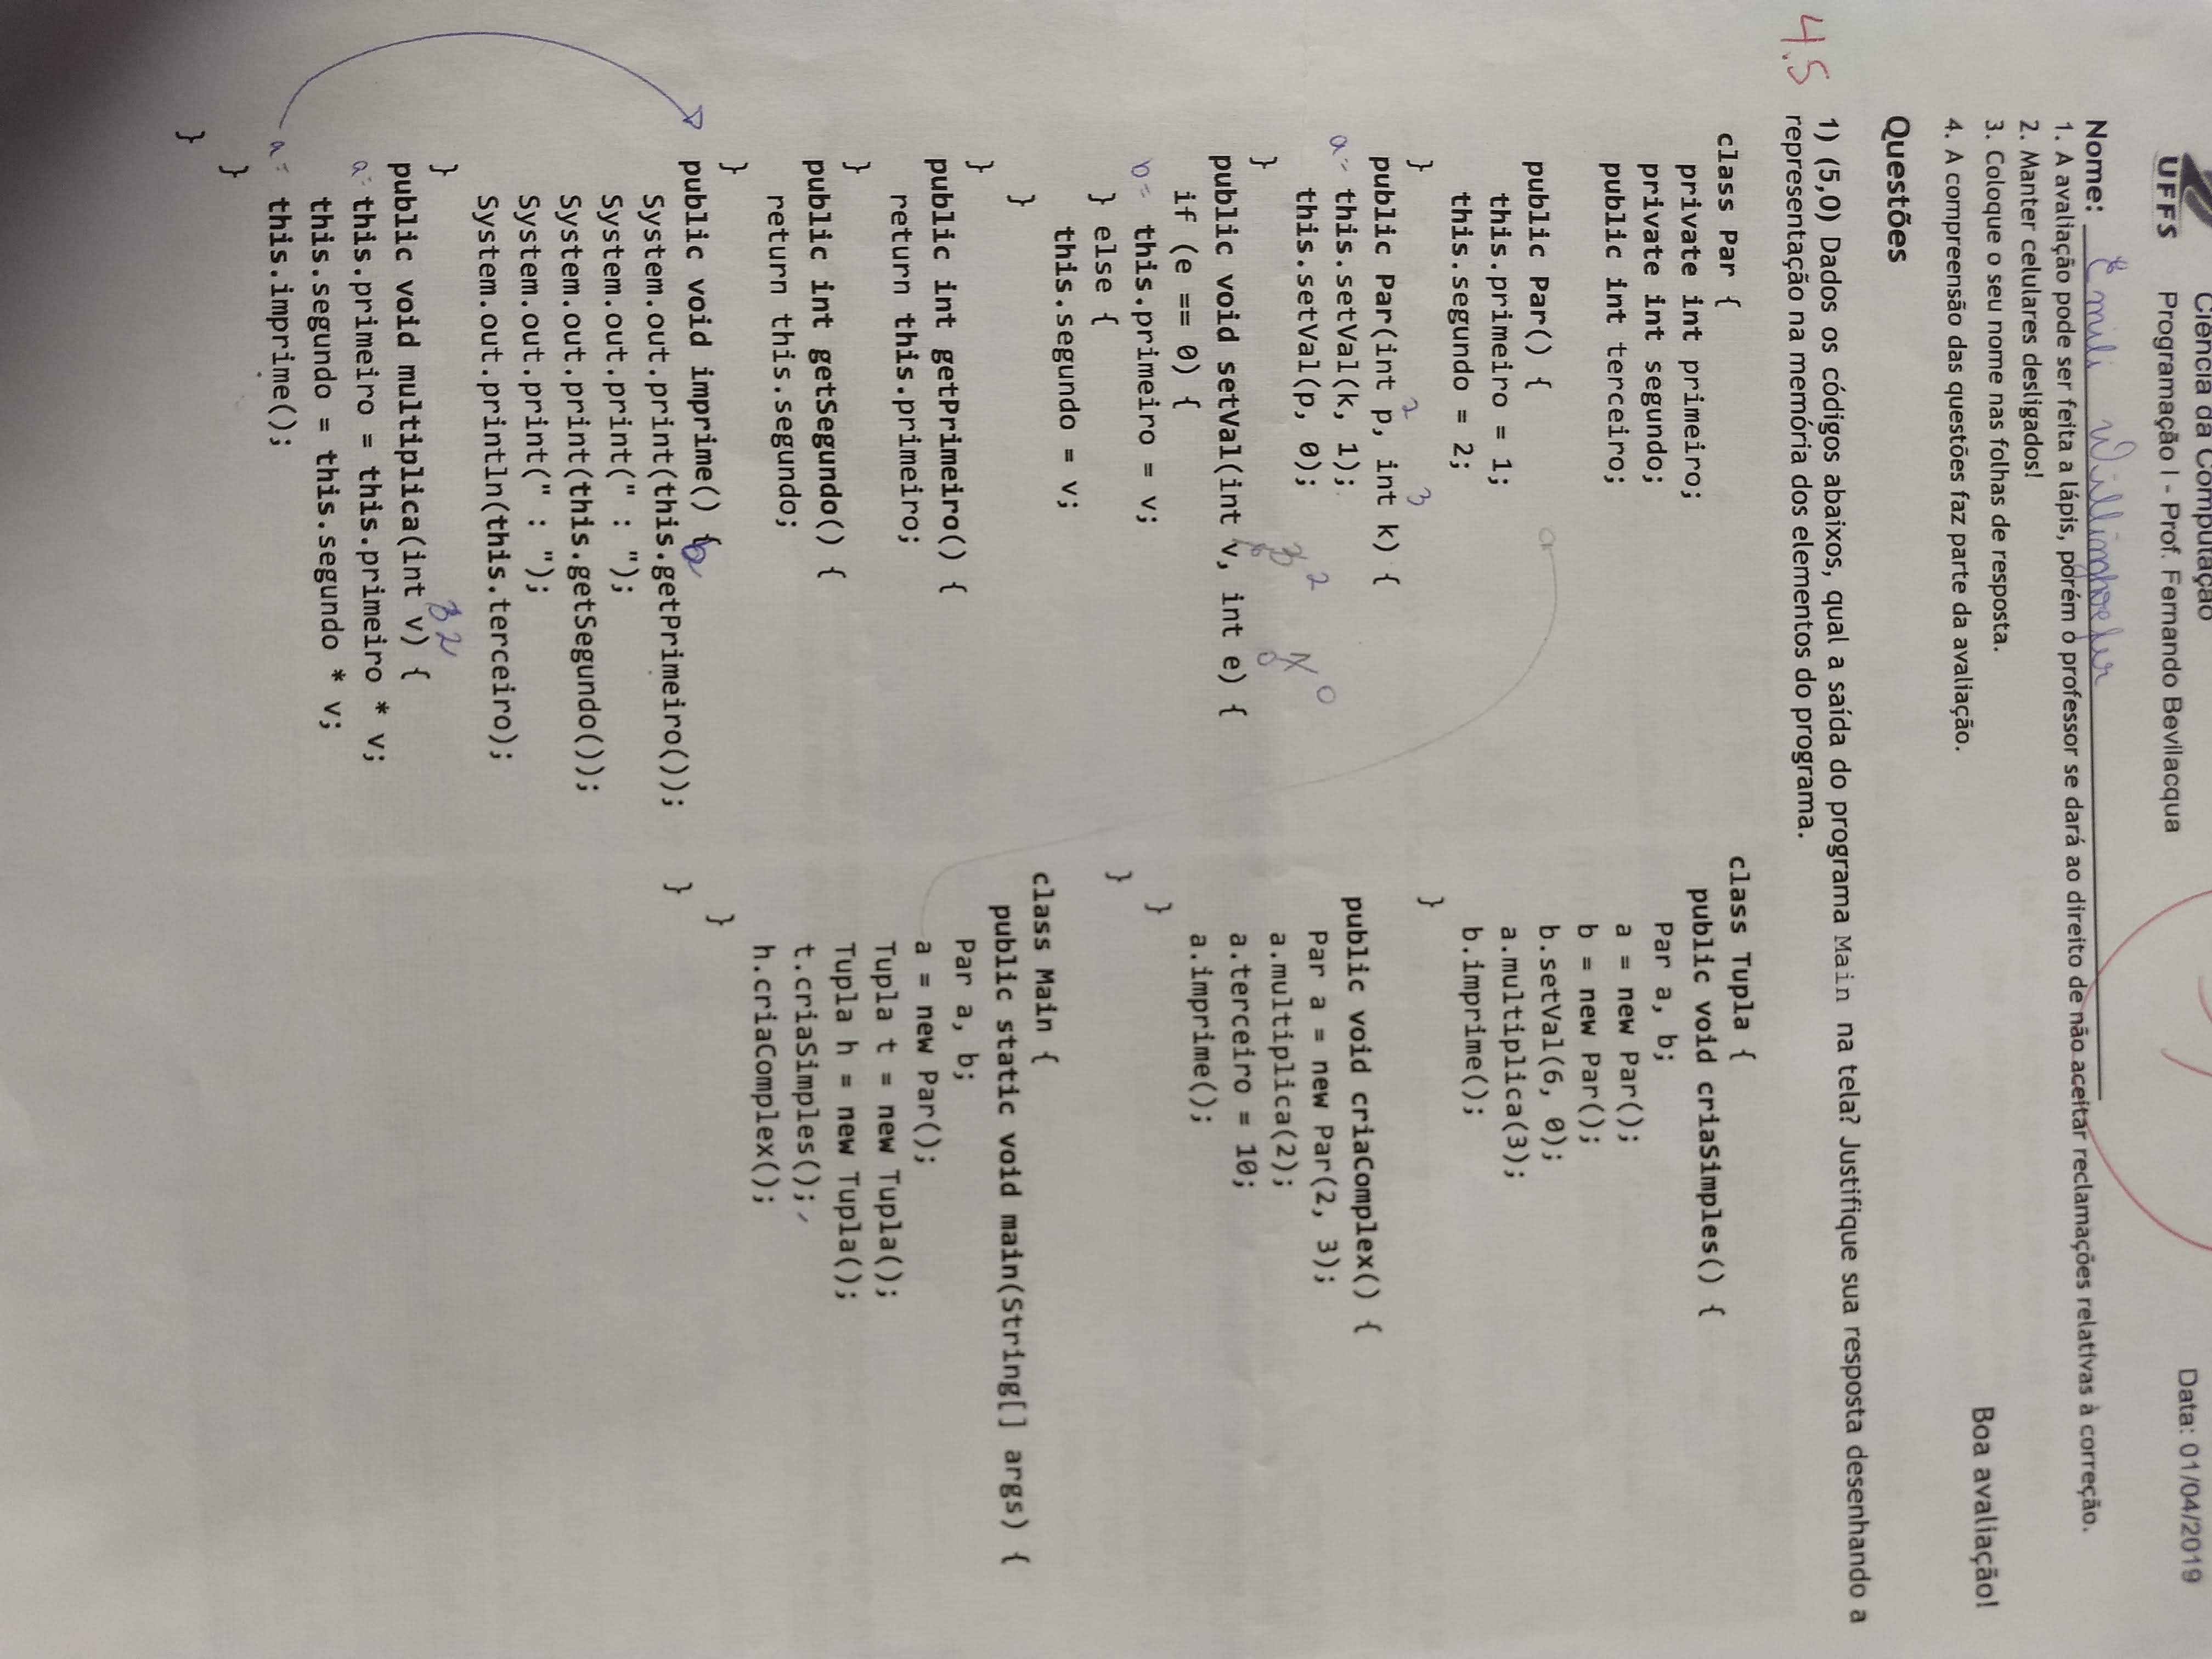 Ciência da Computação
UFFS Programação I - Prof. Fernando Bevilacqua Data: 01/04/2019
Nome:
1. A avaliação pode ser feita a lápis, porém o professor se dará ao direito de não aceitar reclamações relativas à correção.
2. Manter celulares desligados!
3. Coloque o seu nome nas folhas de resposta.
4. A compreensão das questões faz parte da avaliação.
Boa avaliação!
Questões
4.5
1) (5,0) Dados os códigos abaixos, qual a saída do programa Main na tela? Justifique sua resposta desenhando a
representação na memória dos elementos do programa.
class Par {
private int primeiro;
private int segundo;
public int terceiro;
public Par() {
a
this.primeiro = 1;
this.segundo = 2;
}
2 3
public Par(int p, int k) {
a= this.setVal(k, 1);
this.setVal(p, 0);
}
3 2 0
public void setVal(int v, int e) {
if (e == 0) {
b= this.primeiro = v;
} else {
this.segundo = v;
}
}
public int getPrimeiro() {
return this.primeiro;
}
public int getSegundo() {
return this.segundo;
}
public void imprime() {
System.out.print(this.getPrimeiro());
System.out.print(" : ");
System.out.print(this.getSegundo());
System.out.print(" : ");
System.out.println(this.terceiro);
}
3 2
public void multiplica(int v) {
a= this.primeiro = this.primeiro * v;
this.segundo = this.segundo * v;
a= this.imprime();
}
}
class Tupla {
public void criaSimples() {
Par a, b;
a = new Par();
b = new Par();
b.setVal(6, 0);
a.multiplica(3);
b.imprime();
}
public void criaComplex() {
Par a = new Par(2, 3);
a.multiplica(2);
a.terceiro = 10;
a.imprime();
}
}
class Main {
public static void main(String[] args) {
Par a, b;
a = new Par();
Tupla t = new Tupla();
Tupla h = new Tupla();
t.criaSimples();
h.criaComplex();
}
}